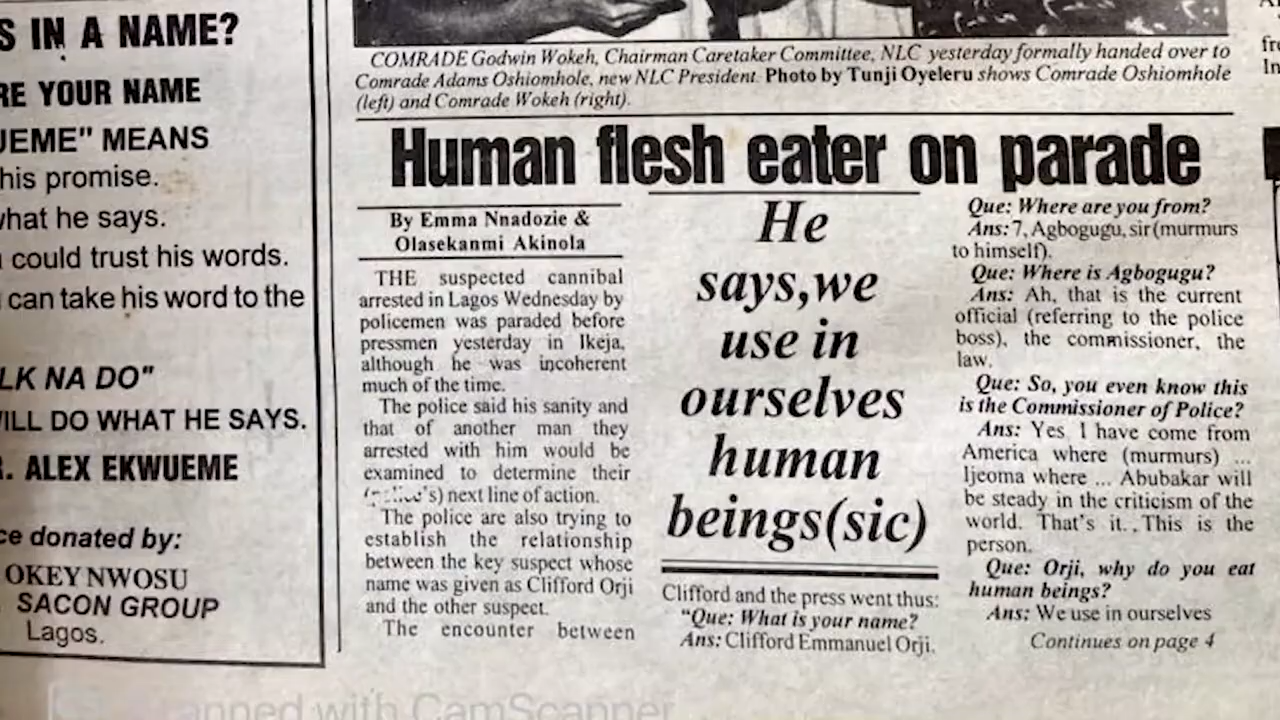 S IN A NAME?
RE YOUR NAME
UEME" MEANS
his promise.
what he says.
could trust his words.
can take his word to the
LK NA DO"
WILL DO WHAT HE SAYS.
R. ALEX EKWUEME
ce donated by:
OKEY NWOSU
SACON GROUP
Lagos.
COMRADE Godwin Wokeh, Chairman Caretaker Committee, NLC yesterday formally handed over to
Comrade Adams Oshiomhole, new NLC President. Photo by Tunji Oyeleru shows Comrade Oshiomhole
(left) and Comrade Wokeh (right).
Human flesh eater on parade
By Emma Nnadozie &
Olasekanmi Akinola
THE suspected cannibal
arrested in Lagos Wednesday by
policemen was paraded before
pressmen yesterday in Ikeja,
although he was incoherent
much of the time.
The police said his sanity and
that of another man they
arrested with him would be
examined to determine their
next line of action.
The police are also trying to
establish the relationship
between the key suspect whose
name was given as Clifford Orji
and the other suspect.
The encounter between
He
says,we
use in
ourselves
human
beings(sic)
Clifford and the press went thus:
"Que: What is your name?
Ans: Clifford Emmanuel Orji.
Que: Where are you from?
Ans: 7, Agbogugu, sir (murmurs
to himself).
Que: Where is Agbogugu?
Ans: Ah, that is the current
official (referring to the police
boss), the commissioner, the
law.
Que: So, you even know this
is the Commissioner of Police?
Ans: Yes, I have come from
America where (murmurs) ...
Ijeoma where ... Abubakar will
be steady in the criticism of the
world. That's it. This is the
person.
Que: Orji, why do you eat
human beings?
Ans: We use in ourselves
Continues on page 4
anned with CamScanner